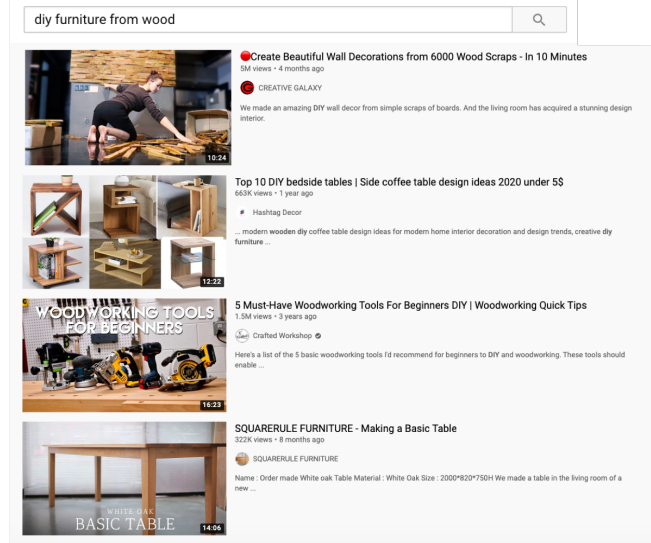 diy furniture from wood
Create Beautiful Wall Decorations from 6000 Wood Scraps - In 10 Minutes
5M views • 4 months ago
CREATIVE GALAXY
We made an amazing DIY wall decor from simple scraps of boards. And the living room has acquired a stunning design
interior.
10:24
Top 10 DIY bedside tables | Side coffee table design ideas 2020 under 5$
663K views • 1 year ago
# Hashtag Decor
... modern wooden diy coffee table design ideas for modern home interior decoration and design trends, creative diy
furniture ...
12:22
5 Must-Have Woodworking Tools For Beginners DIY | Woodworking Quick Tips
1.5M views • 3 years ago
WOODWORKING TOOLS
FOR BEGINNERS
Crafted Workshop
Here's a list of the 5 basic woodworking tools I'd recommend for beginners to DIY and woodworking. These tools should
enable ...
16:23
SQUARERULE FURNITURE - Making a Basic Table
322K views • 8 months ago
SQUARERULE FURNITURE
Name : Order made White oak Table Material : White Oak Size : 2000*820*750H We made a table in the living room of a
new ...
WHITE OAK
BASIC TABLE
14:06